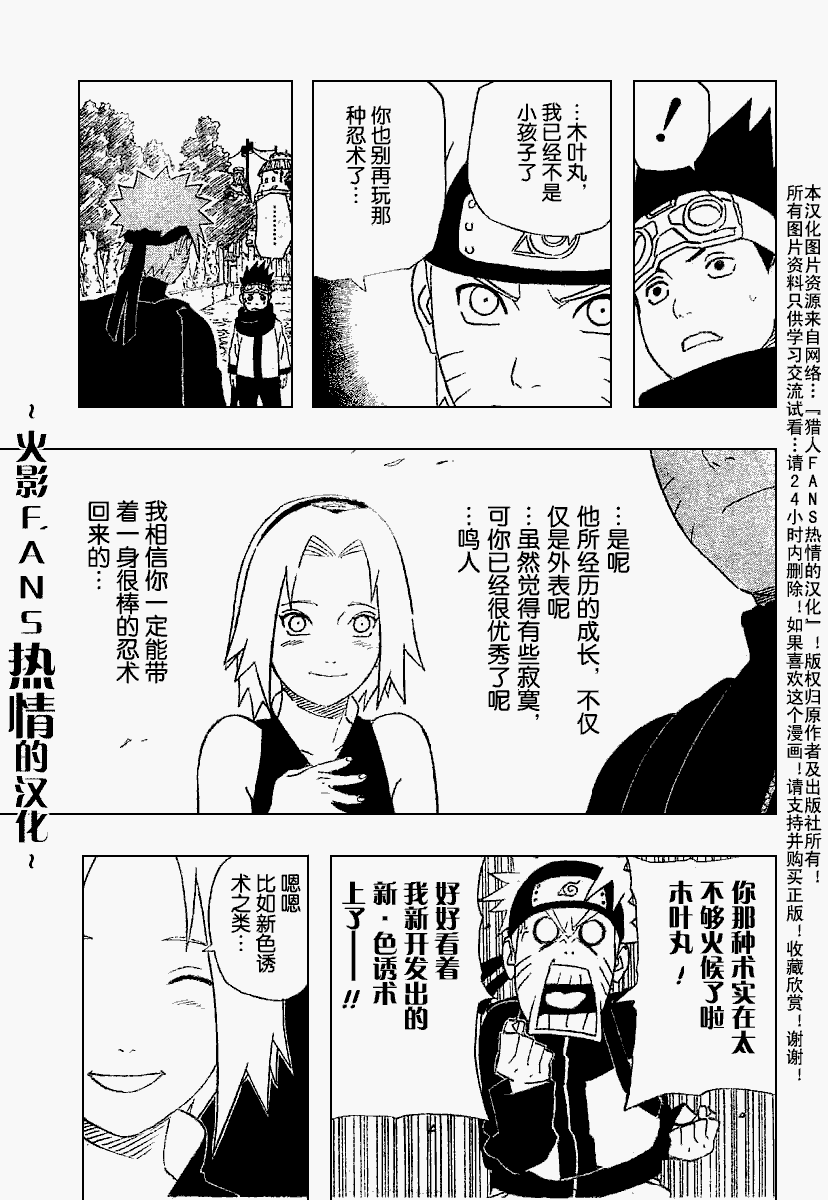 ！
…木叶丸，
我已经不是
小孩子了
你也别再玩那
种忍术了…
………
…是呢
他所经历的成长，不仅
仅是外表呢
…虽然觉得有些寂寞，
可你已经很优秀了呢
…鸣人
我相信你一定能带
着一身很棒的忍术
回来的…
你那种术实在太
不够火候了啦
木叶丸！
好好看着
我新开发出的
新·色诱术
上了——！！
嗯嗯
比如新色诱
术之类…
本汉化图片资源来自网络…『猎人FANS热情的汉化』！版权归原作者及出版社所有！
所有图片资料只供学习交流试看…请24小时内删除！如果喜欢这个漫画！请支持并购买正版！收藏欣赏！谢谢！
~火影FANS热情的汉化~